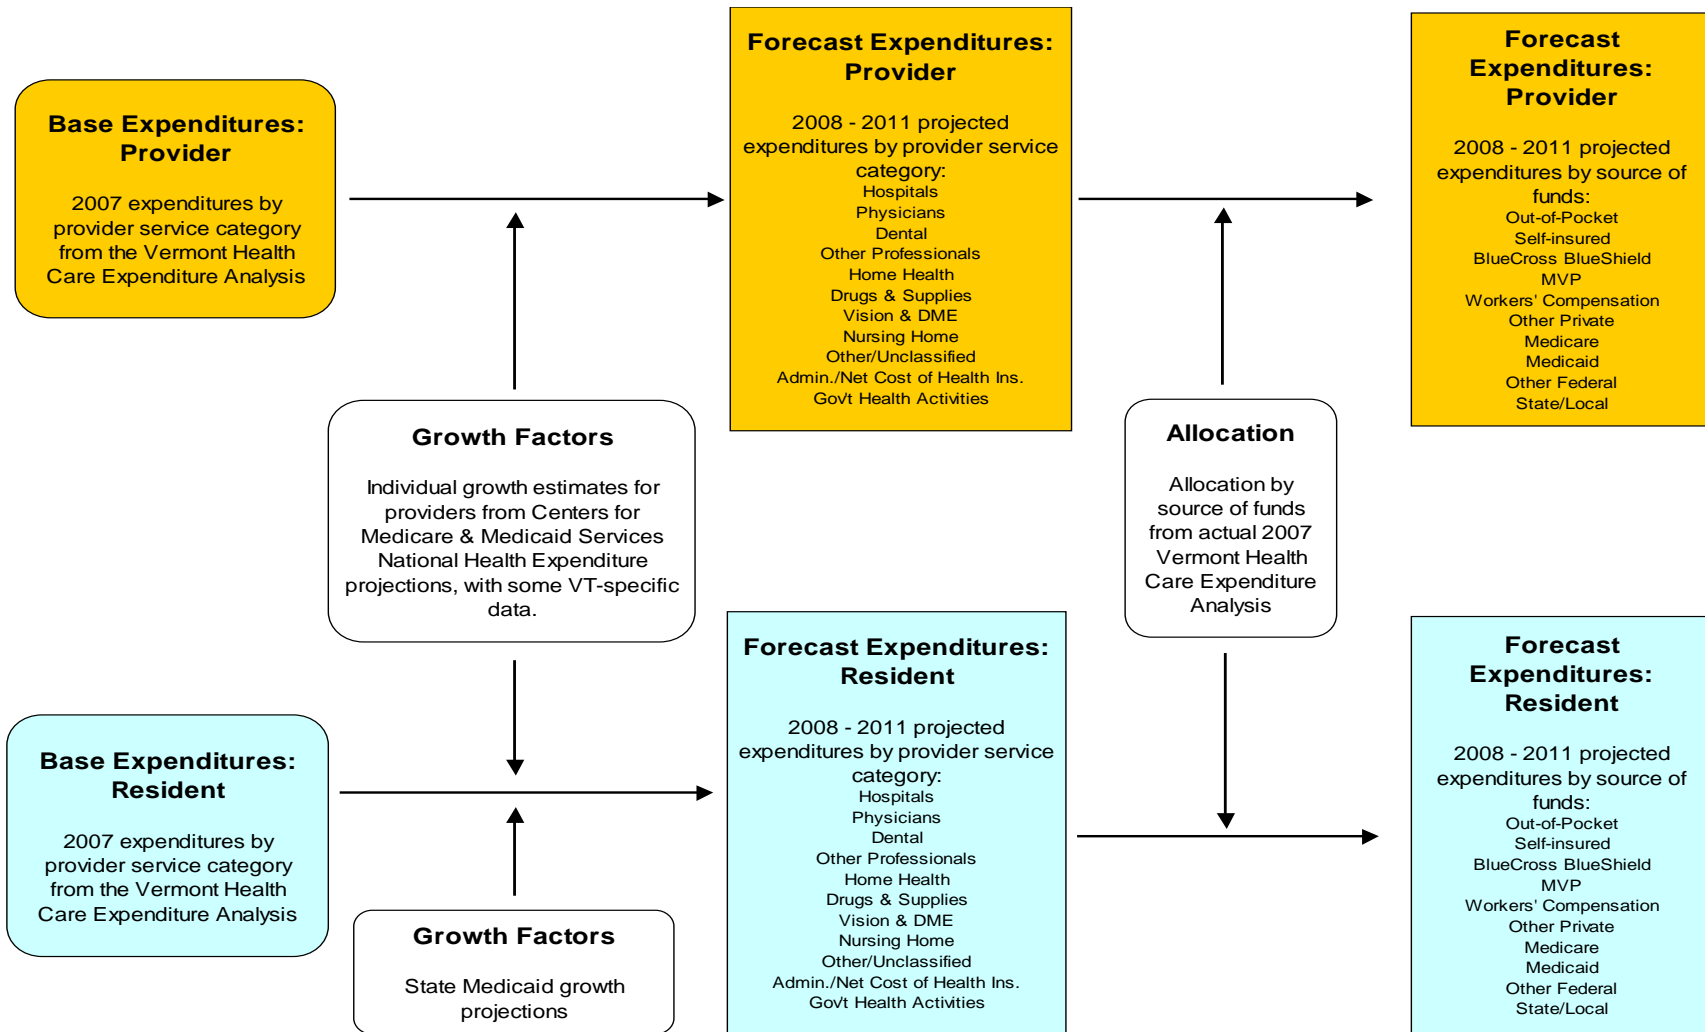 Base Expenditures:
Provider
2007 expenditures by
provider service category
from the Vermont Health
Care Expenditure Analysis
Forecast Expenditures:
Provider
2008 - 2011 projected
expenditures by provider service
category:
Hospitals
Physicians
Dental
Other Professionals
Home Health
Drugs & Supplies
Vision & DME
Nursing Home
Other/Unclassified
Admin./Net Cost of Health Ins.
Gov't Health Activities
Forecast
Expenditures:
Provider
2008 - 2011 projected
expenditures by source of
funds:
Out-of-Pocket
Self-insured
BlueCross BlueShield
MVP
Workers' Compensation
Other Private
Medicare
Medicaid
Other Federal
State/Local
Growth Factors
Individual growth estimates for
providers from Centers for
Medicare & Medicaid Services
National Health Expenditure
projections, with some VT-specific
data.
Allocation
Allocation by
source of funds
from actual 2007
Vermont Health
Care Expenditure
Analysis
Base Expenditures:
Resident
2007 expenditures by
provider service category
from the Vermont Health
Care Expenditure Analysis
Growth Factors
State Medicaid growth
projections
Forecast Expenditures:
Resident
2008 - 2011 projected
expenditures by provider service
category:
Hospitals
Physicians
Dental
Other Professionals
Home Health
Drugs & Supplies
Vision & DME
Nursing Home
Other/Unclassified
Admin./Net Cost of Health Ins.
Gov't Health Activities
Forecast
Expenditures:
Resident
2008 - 2011 projected
expenditures by source of
funds:
Out-of-Pocket
Self-insured
BlueCross BlueShield
MVP
Workers' Compensation
Other Private
Medicare
Medicaid
Other Federal
State/Local